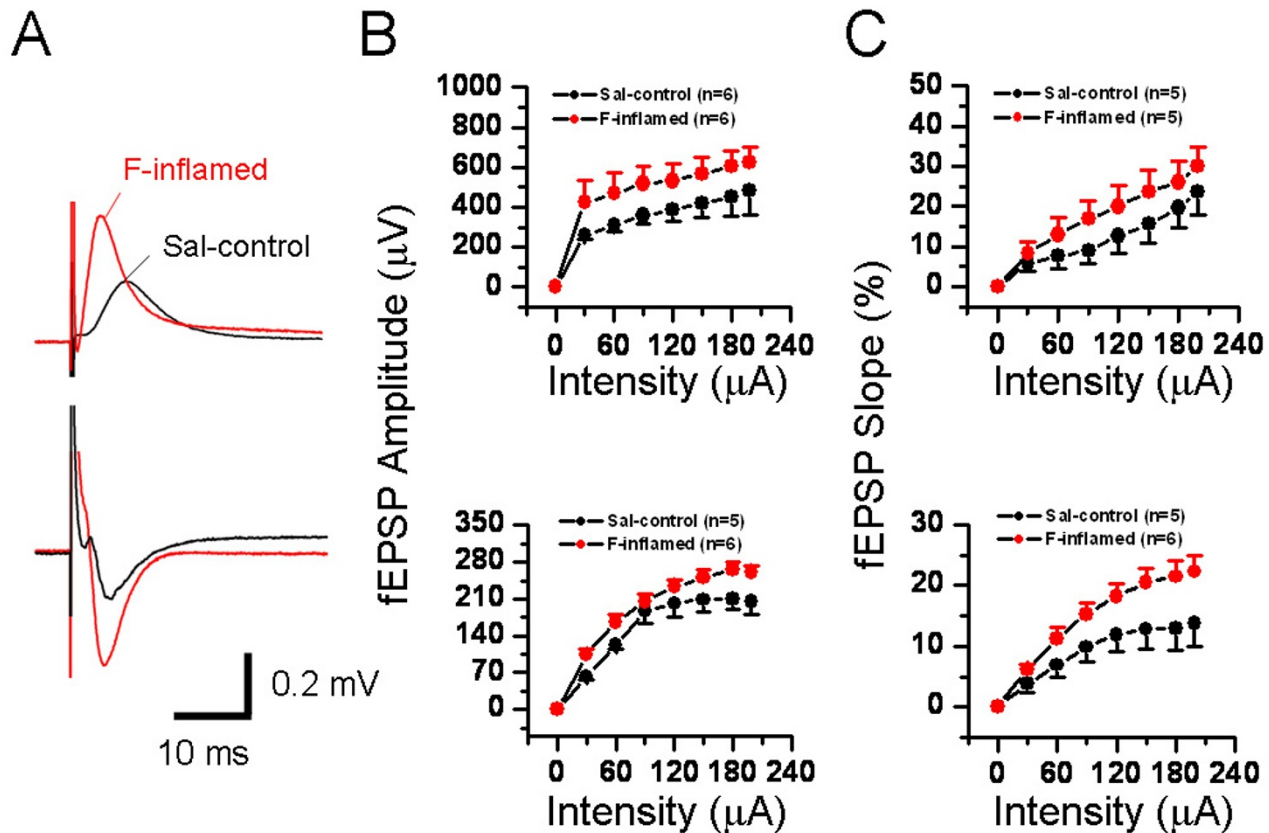 A
B
C
F-inflamed
Sal-control
0.2 mV
10 ms
fEPSP Amplitude (μV)
1000
800
600
400
200
0
Sal-control (n=6)
F-inflamed (n=6)
0 60 120 180 240
Intensity (μA)
350
280
210
140
70
0
Sal-control (n=5)
F-inflamed (n=6)
0 60 120 180 240
Intensity (μA)
fEPSP Slope (%)
50
40
30
20
10
0
Sal-control (n=5)
F-inflamed (n=5)
0 60 120 180 240
Intensity (μA)
30
20
10
0
Sal-control (n=5)
F-inflamed (n=6)
0 60 120 180 240
Intensity (μA)